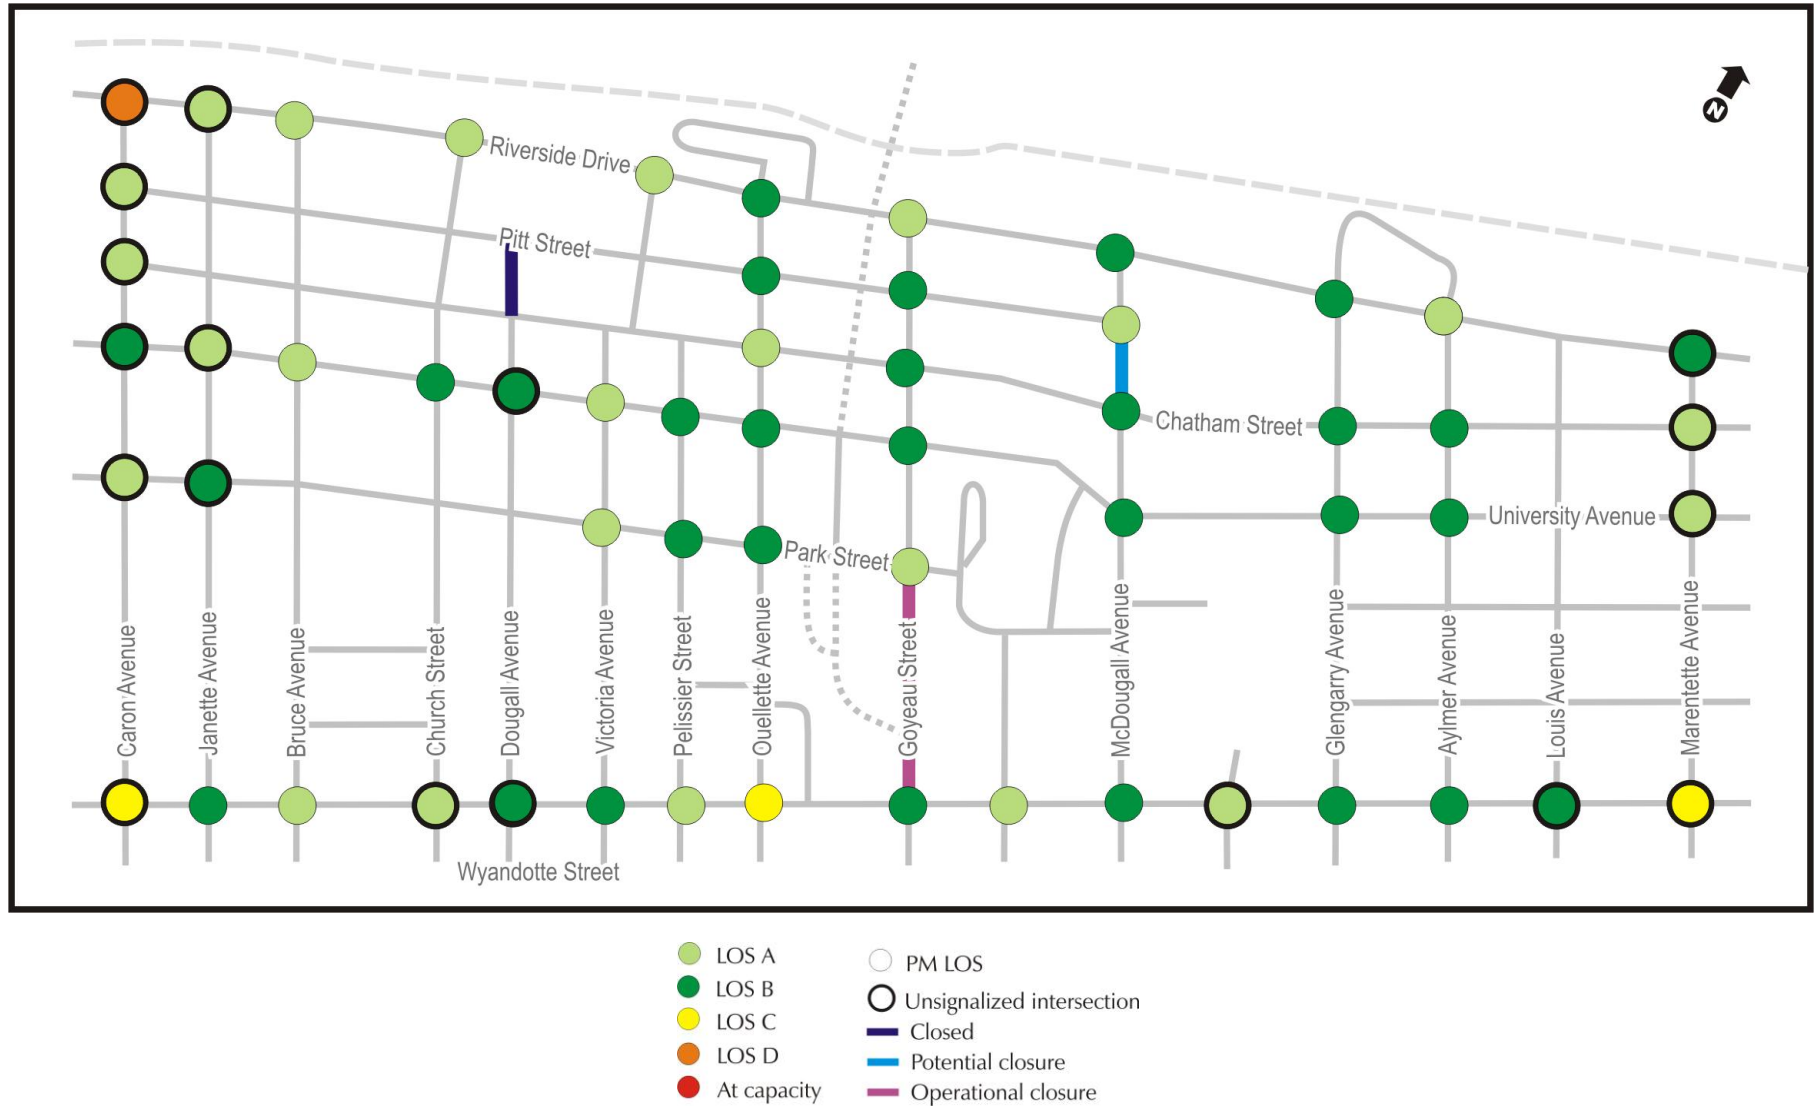 N
Riverside Drive
Pitt Street
Chatham Street
University Avenue
Park Street
Caron Avenue
Janette Avenue
Bruce Avenue
Church Street
Dougall Avenue
Victoria Avenue
Pelissier Street
Ouellette Avenue
Goyeau Street
McDougall Avenue
Glengarry Avenue
Aylmer Avenue
Louis Avenue
Marentette Avenue
Wyandotte Street
LOS A
LOS B
LOS C
LOS D
At capacity
PM LOS
Unsignalized intersection
Closed
Potential closure
Operational closure